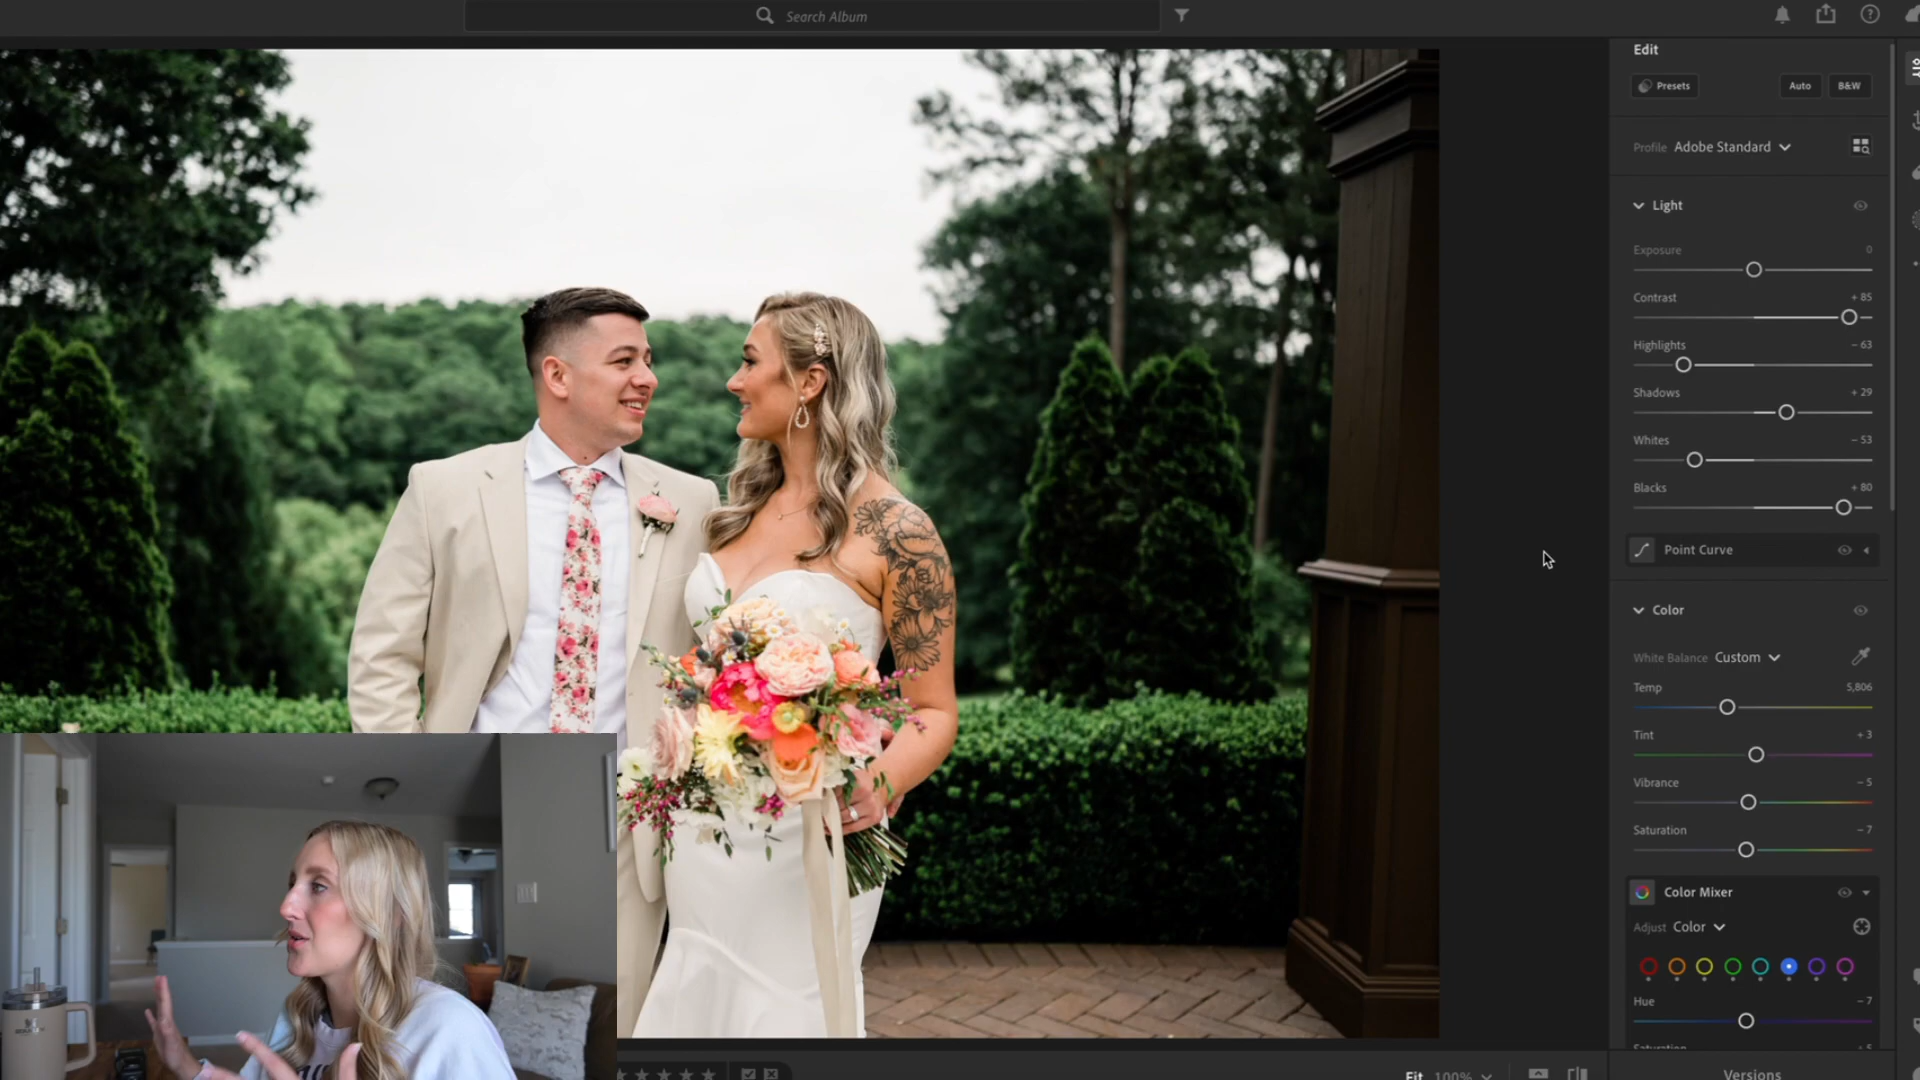 Search Album
Edit
Presets
Auto
B&W
Profile Adobe Standard
Light
Exposure 0
Contrast + 85
Highlights − 63
Shadows + 29
Whites − 53
Blacks + 80
Point Curve
Color
White Balance Custom
Temp 5,806
Tint + 3
Vibrance − 5
Saturation − 7
Color Mixer
Adjust Color
Hue − 7
Saturation + 5
Fit 100%
Versions